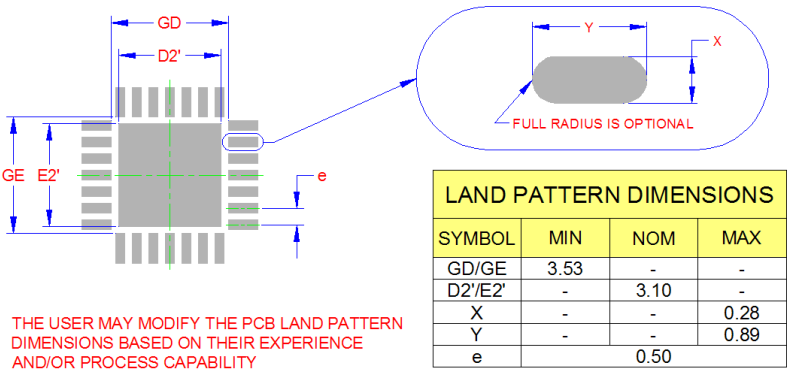 GD
D2'
GE
E2'
e
Y
X
FULL RADIUS IS OPTIONAL
LAND PATTERN DIMENSIONS
SYMBOL MIN NOM MAX
GD/GE 3.53 - -
D2'/E2' - 3.10 -
X - - 0.28
Y - - 0.89
e 0.50
THE USER MAY MODIFY THE PCB LAND PATTERN
DIMENSIONS BASED ON THEIR EXPERIENCE
AND/OR PROCESS CAPABILITY